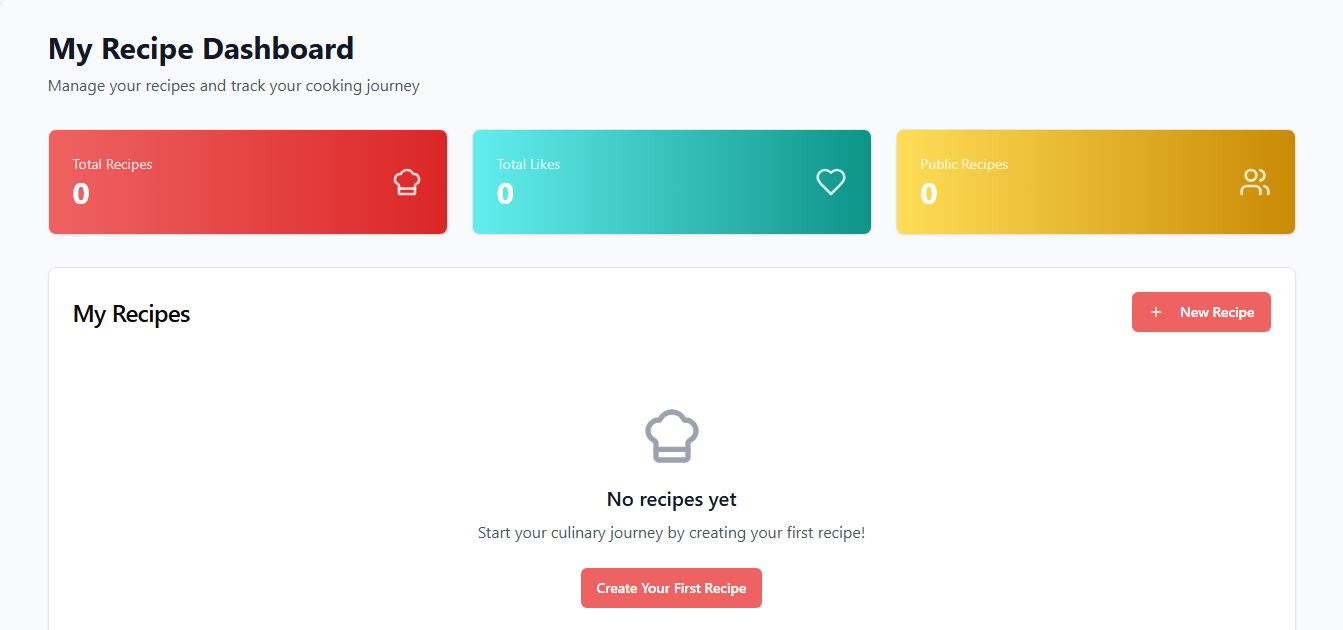 My Recipe Dashboard
Manage your recipes and track your cooking journey
Total Recipes
0
Total Likes
0
Public Recipes
0
My Recipes
New Recipe
No recipes yet
Start your culinary journey by creating your first recipe!
Create Your First Recipe